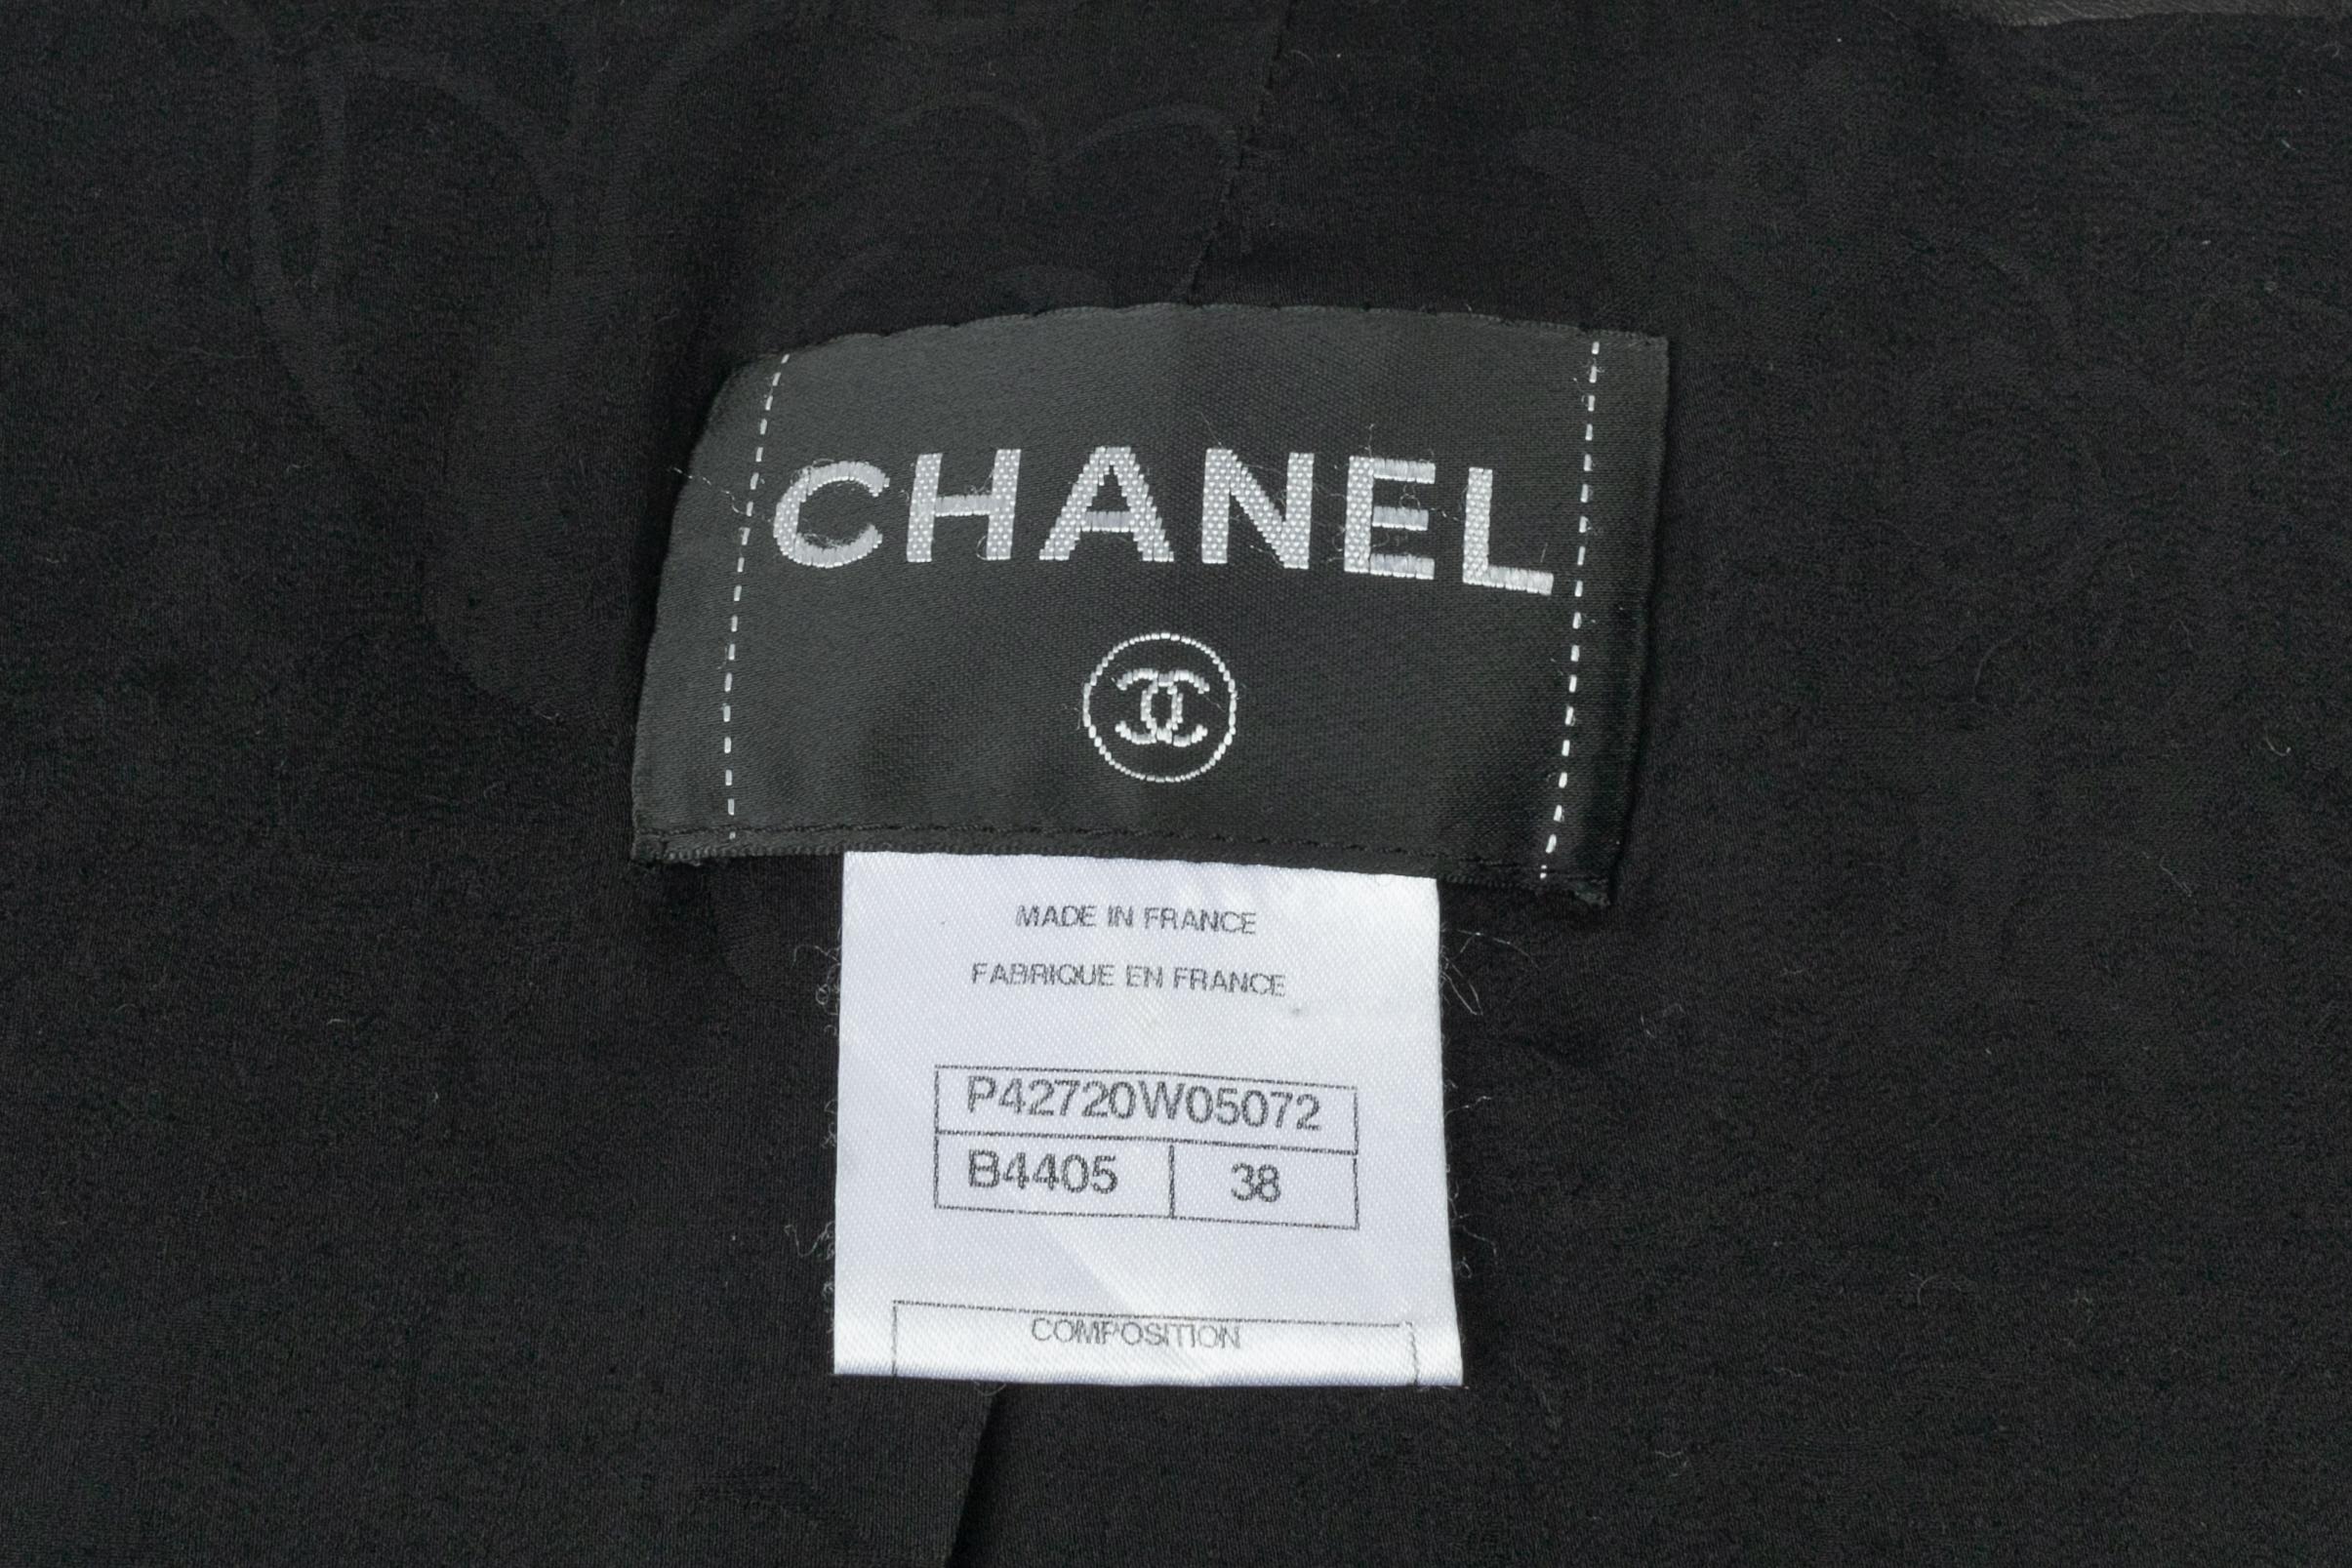 CHANEL
MADE IN FRANCE
FABRIQUE EN FRANCE
P42720W05072
B4405 38
COMPOSITION